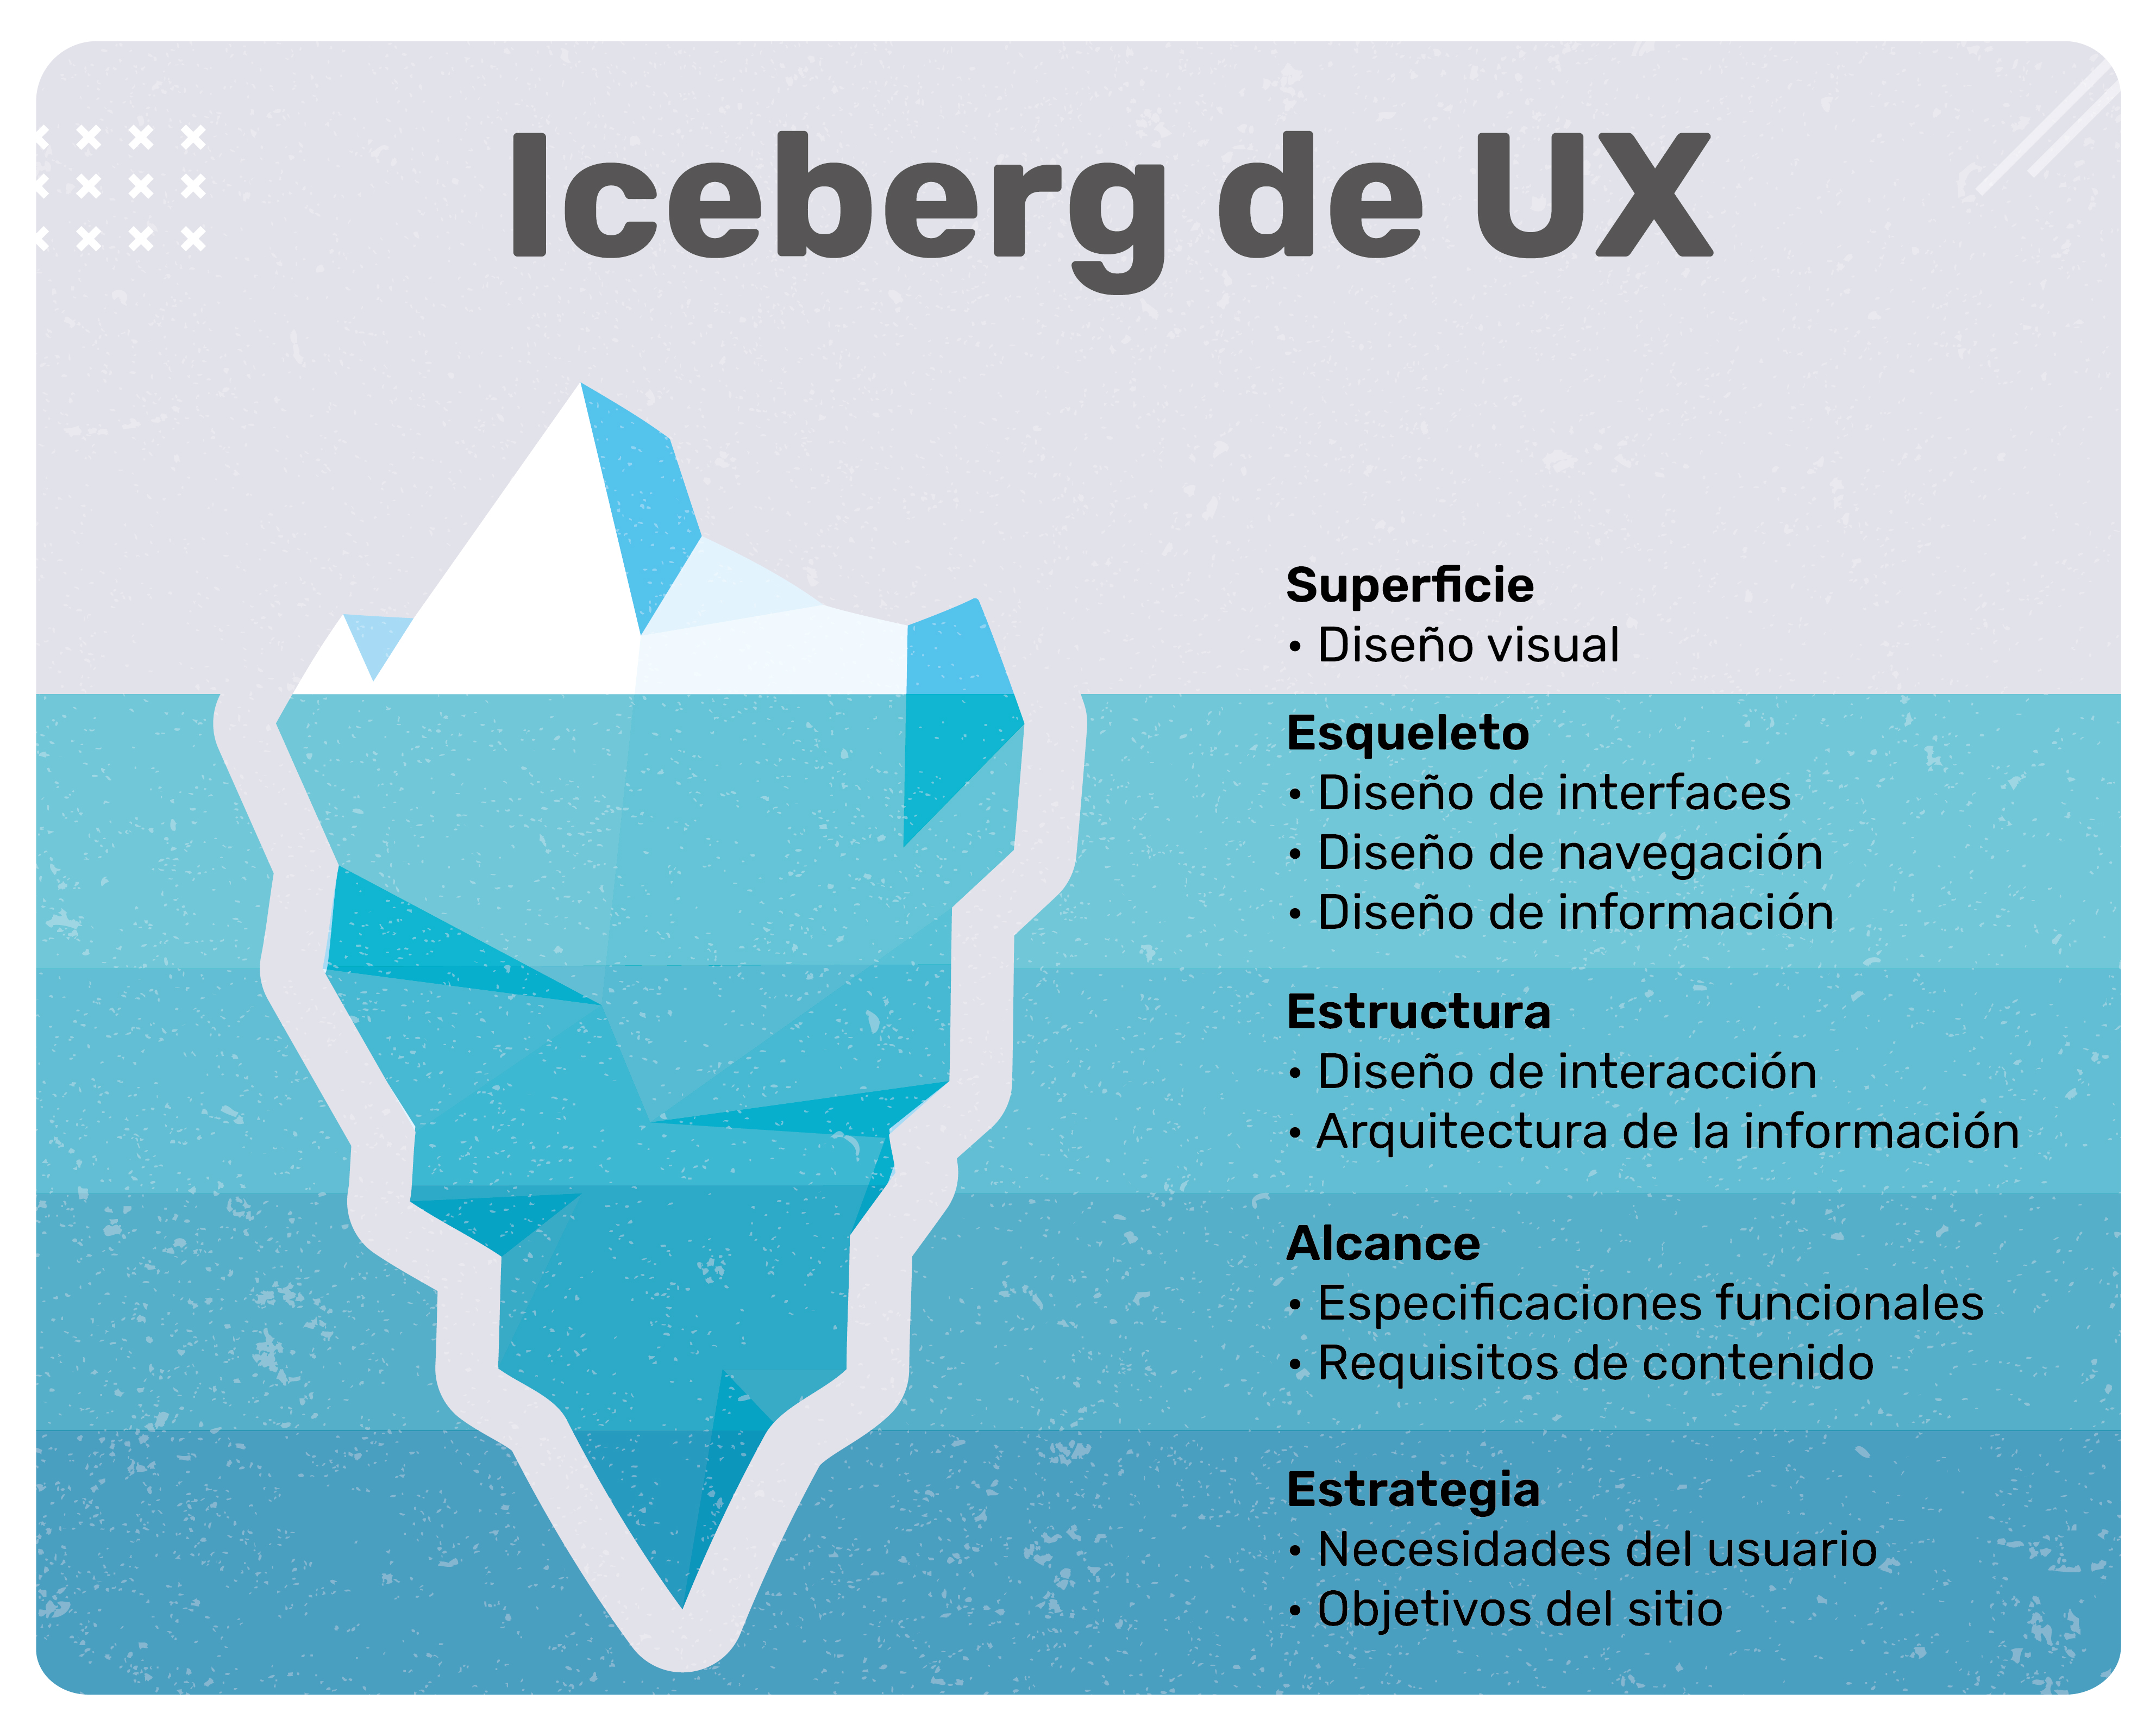 Iceberg de UX
Superficie
• Diseño visual
Esqueleto
• Diseño de interfaces
• Diseño de navegación
• Diseño de información
Estructura
• Diseño de interacción
• Arquitectura de la información
Alcance
• Especificaciones funcionales
• Requisitos de contenido
Estrategia
• Necesidades del usuario
• Objetivos del sitio